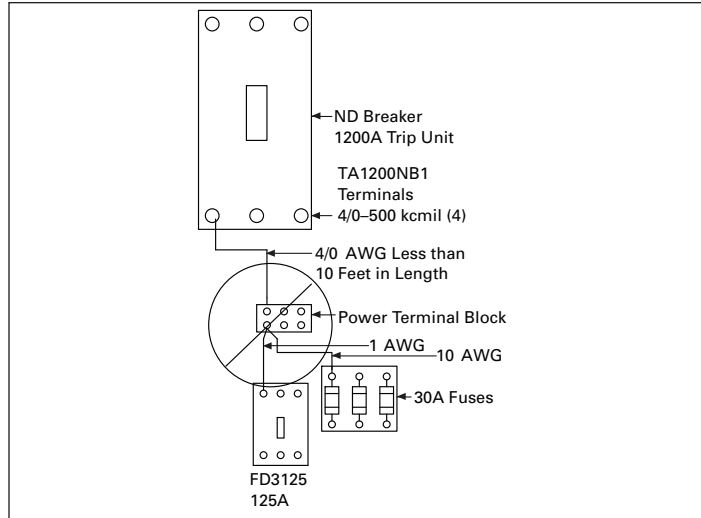 ND Breaker
1200A Trip Unit
TA1200NB1
Terminals
4/0–500 kcmil (4)
4/0 AWG Less than
10 Feet in Length
Power Terminal Block
1 AWG
10 AWG
30A Fuses
FD3125
125A